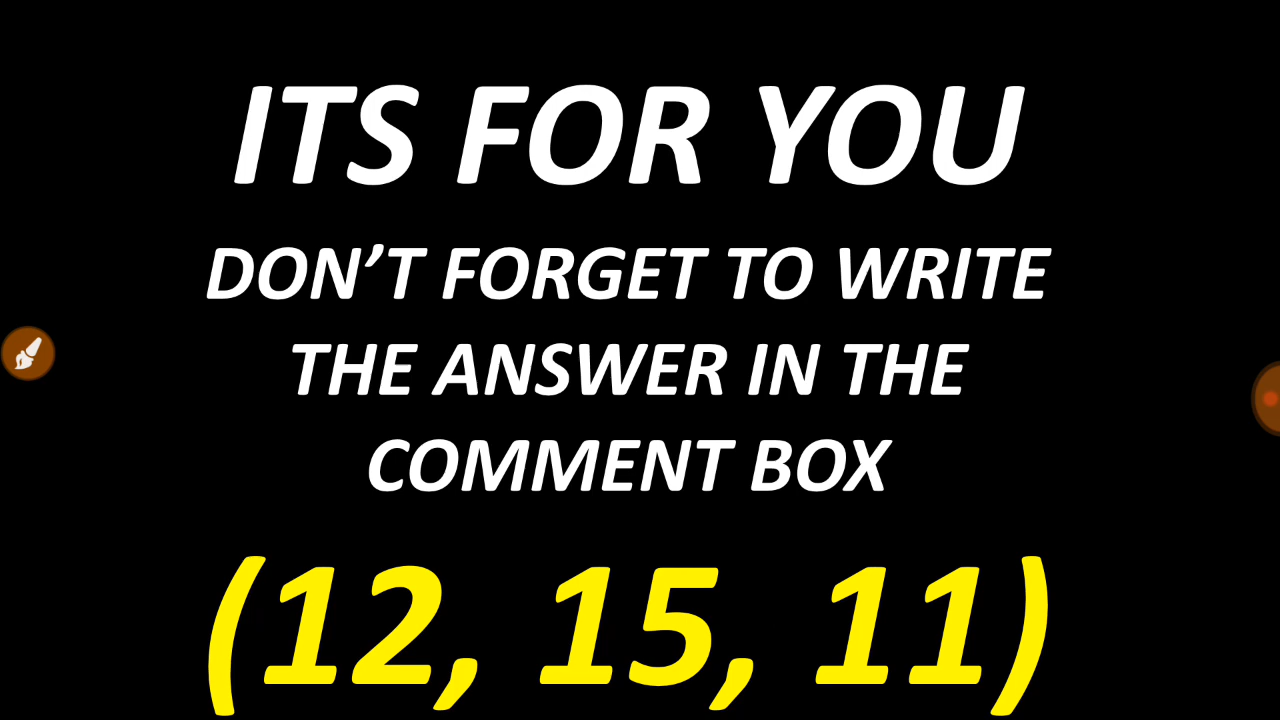 ITS FOR YOU
DON’T FORGET TO WRITE
THE ANSWER IN THE
COMMENT BOX
(12, 15, 11)